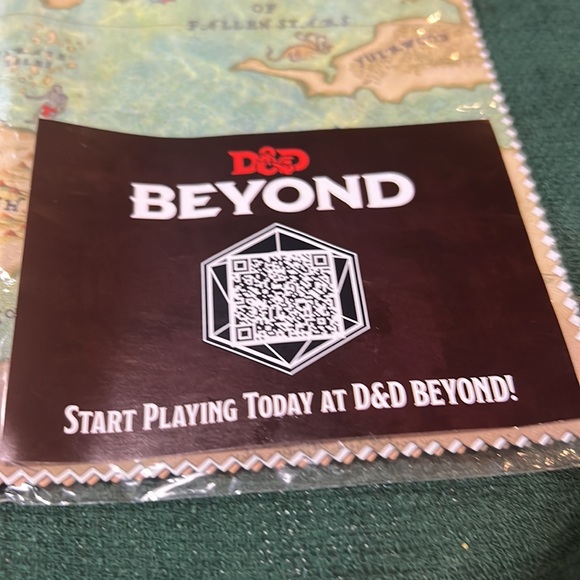 OF
FALLEN STARS
D&D
BEYOND
START PLAYING TODAY AT D&D BEYOND!